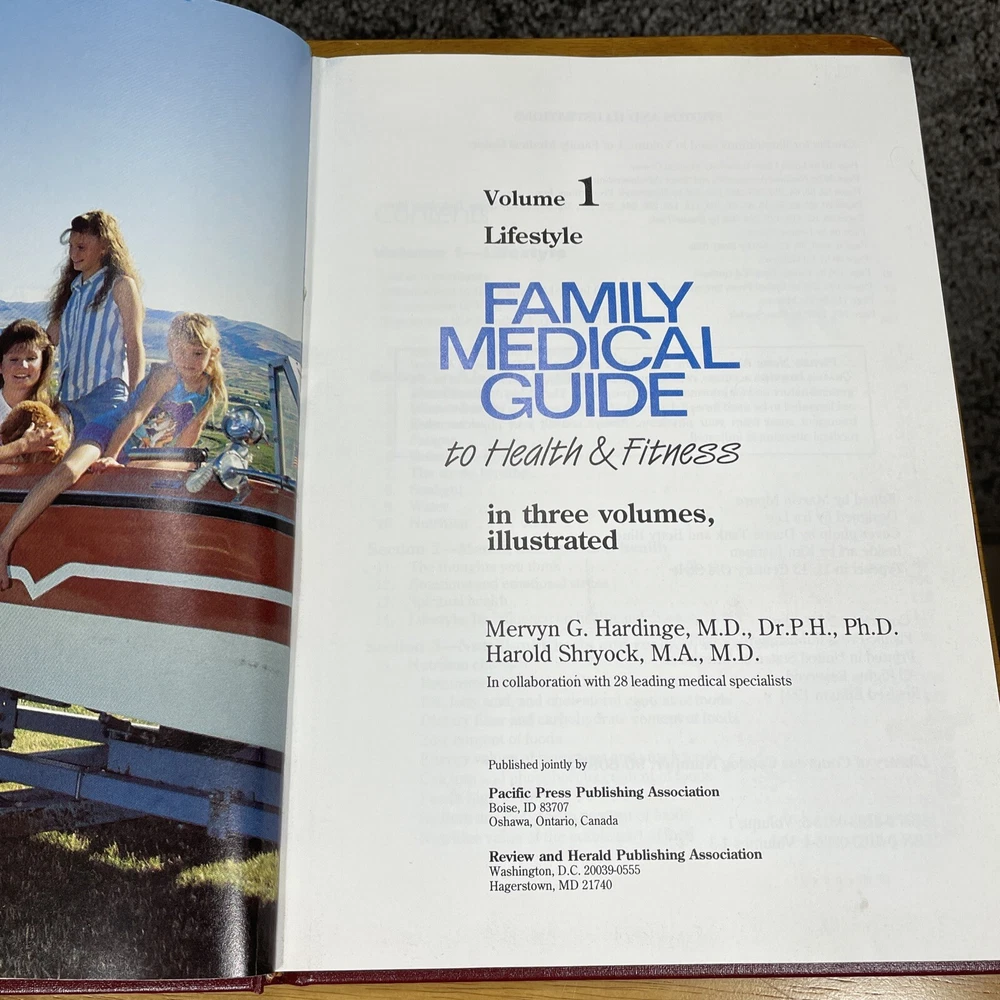 Volume 1
Lifestyle
FAMILY
MEDICAL
GUIDE
to Health & Fitness
in three volumes,
illustrated
Mervyn G. Hardinge, M.D., Dr.P.H., Ph.D.
Harold Shryock, M.A., M.D.
In collaboration with 28 leading medical specialists
Published jointly by
Pacific Press Publishing Association
Boise, ID 83707
Oshawa, Ontario, Canada
Review and Herald Publishing Association
Washington, D.C. 20039-0555
Hagerstown, MD 21740